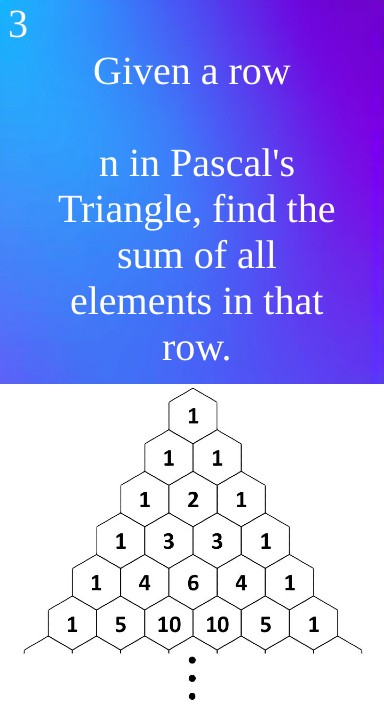 3
Given a row
n in Pascal's
Triangle, find the
sum of all
elements in that
row.
1
1 1
1 2 1
1 3 3 1
1 4 6 4 1
1 5 10 10 5 1